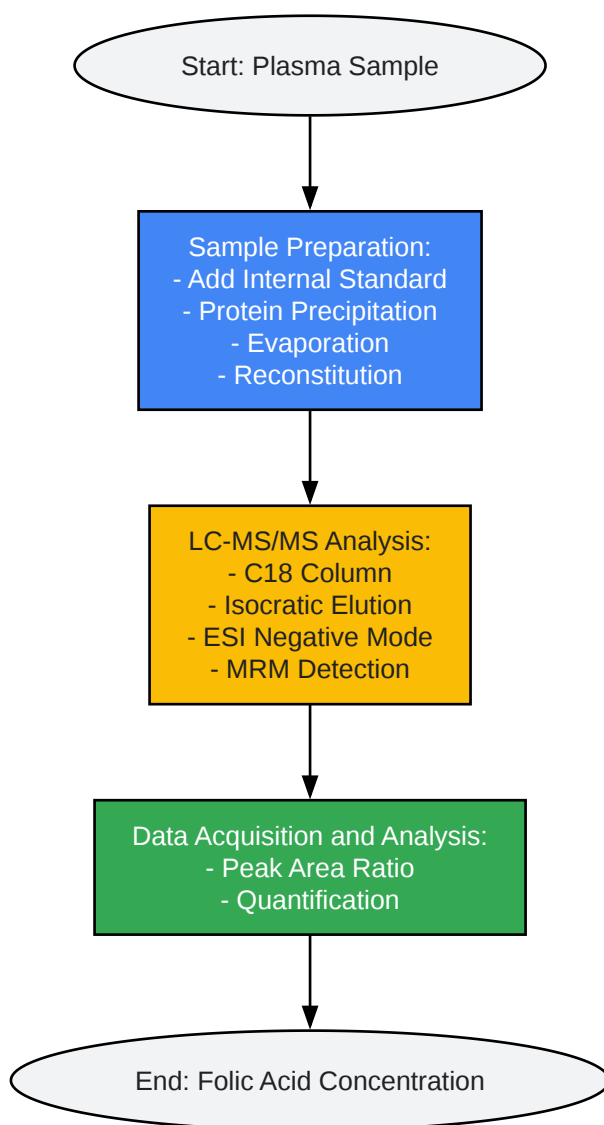 Start: Plasma Sample
Sample Preparation:
- Add Internal Standard
- Protein Precipitation
- Evaporation
- Reconstitution
LC-MS/MS Analysis:
- C18 Column
- Isocratic Elution
- ESI Negative Mode
- MRM Detection
Data Acquisition and Analysis:
- Peak Area Ratio
- Quantification
End: Folic Acid Concentration